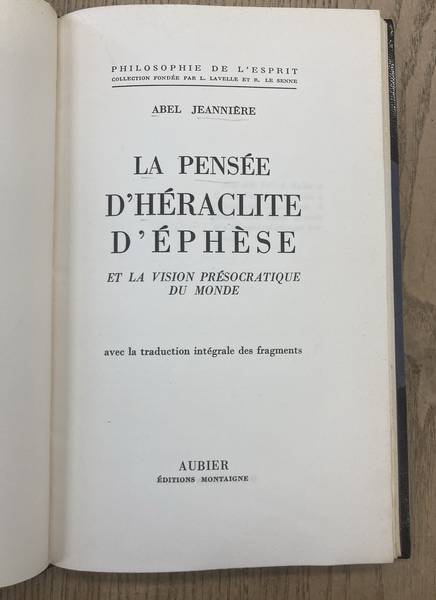 PHILOSOPHIE DE L'ESPRIT
COLLECTION FONDÉE PAR L. LAVELLE ET R. LE SENNE
ABEL JEANNIÈRE
LA PENSÉE
D'HÉRACLITE
D'ÉPHÈSE
ET LA VISION PRÉSOCRATIQUE
DU MONDE
avec la traduction intégrale des fragments
AUBIER
ÉDITIONS MONTAIGNE